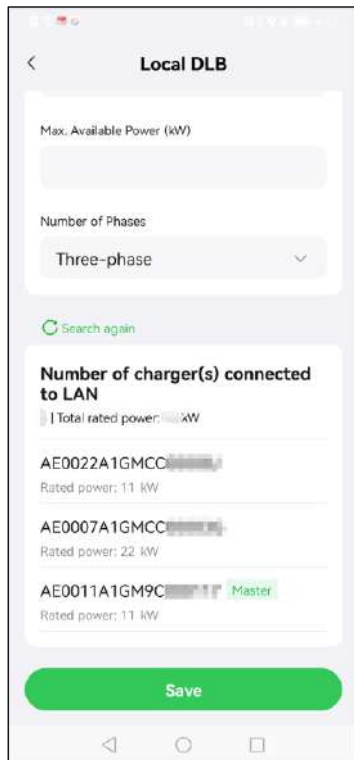 Local DLB
Max. Available Power (kW)
Number of Phases
Three-phase
Search again
Number of charger(s) connected
to LAN
| Total rated power: kW
AE0022A1GMCC
Rated power: 11 kW
AE0007A1GMCC
Rated power: 22 kW
AE0011A1GM9C Master
Rated power: 11 kW
Save